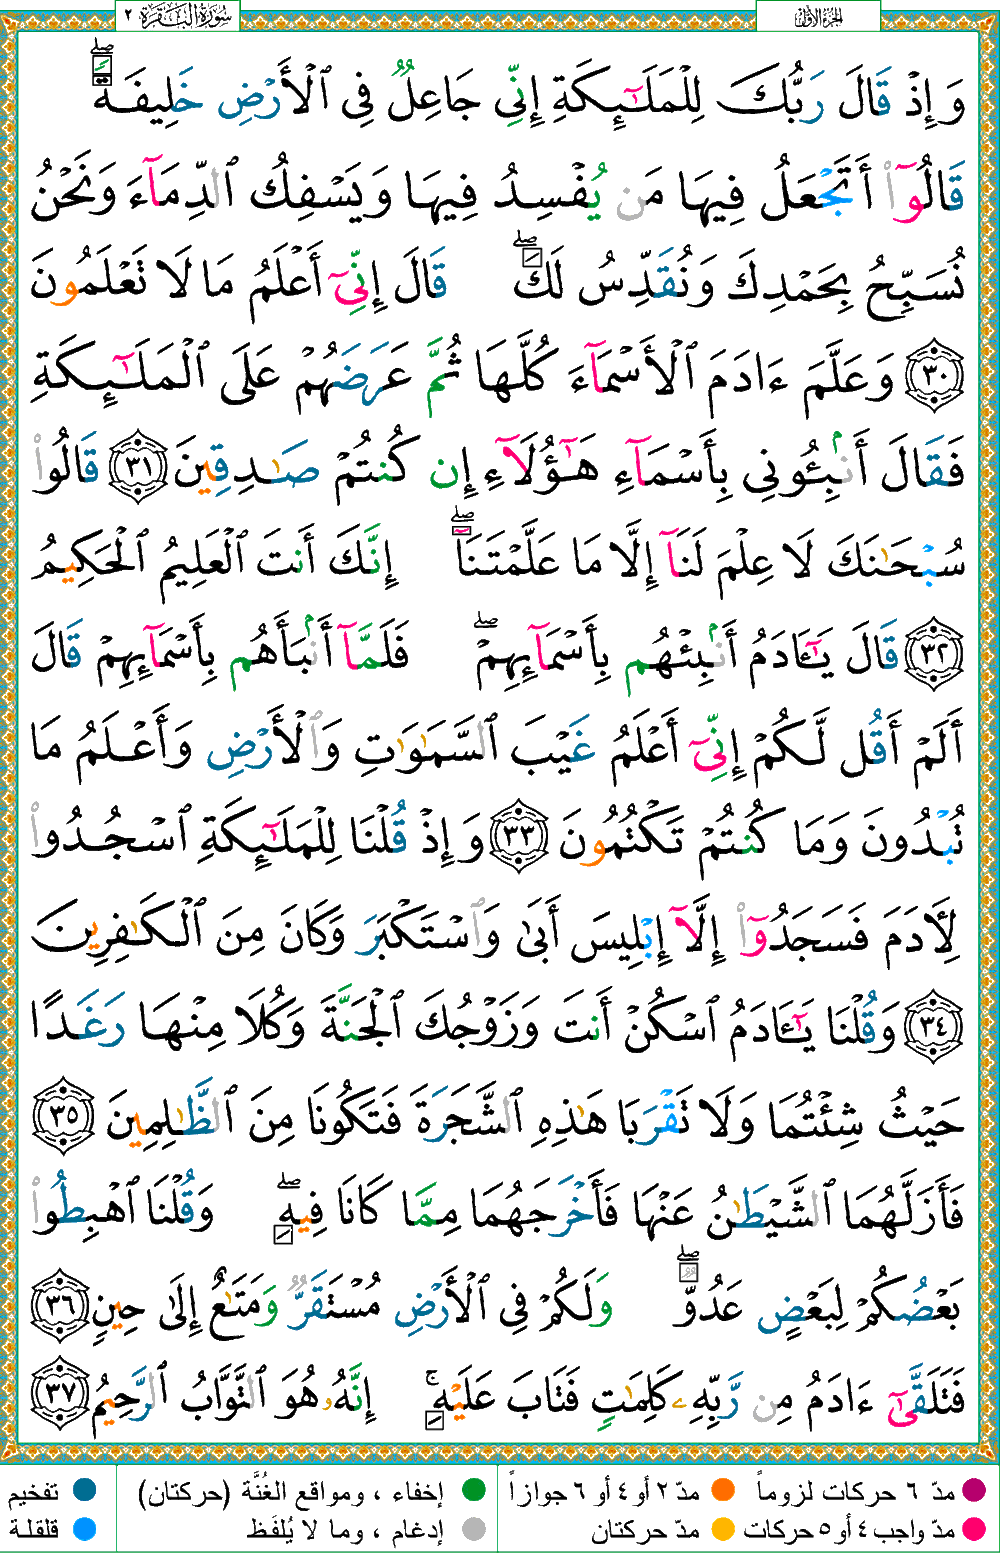 الجزء الأول
سورة البقرة ٢
وَإِذۡ قَالَ رَبُّكَ لِلۡمَلَٰٓئِكَةِ إِنِّي جَاعِلٞ فِي ٱلۡأَرۡضِ خَلِيفَةٗۖ
قَالُوٓاْ أَتَجۡعَلُ فِيهَا مَن يُفۡسِدُ فِيهَا وَيَسۡفِكُ ٱلدِّمَآءَ وَنَحۡنُ
نُسَبِّحُ بِحَمۡدِكَ وَنُقَدِّسُ لَكَۖ قَالَ إِنِّيٓ أَعۡلَمُ مَا لَا تَعۡلَمُونَ
٣٠ وَعَلَّمَ ءَادَمَ ٱلۡأَسۡمَآءَ كُلَّهَا ثُمَّ عَرَضَهُمۡ عَلَى ٱلۡمَلَٰٓئِكَةِ
فَقَالَ أَنۢبِـُٔونِي بِأَسۡمَآءِ هَٰٓؤُلَآءِ إِن كُنتُمۡ صَٰدِقِينَ ٣١ قَالُواْ
سُبۡحَٰنَكَ لَا عِلۡمَ لَنَآ إِلَّا مَا عَلَّمۡتَنَآۖ إِنَّكَ أَنتَ ٱلۡعَلِيمُ ٱلۡحَكِيمُ
٣٢ قَالَ يَٰٓـَٔادَمُ أَنۢبِئۡهُم بِأَسۡمَآئِهِمۡۖ فَلَمَّآ أَنۢبَأَهُم بِأَسۡمَآئِهِمۡ قَالَ
أَلَمۡ أَقُل لَّكُمۡ إِنِّيٓ أَعۡلَمُ غَيۡبَ ٱلسَّمَٰوَٰتِ وَٱلۡأَرۡضِ وَأَعۡلَمُ مَا
تُبۡدُونَ وَمَا كُنتُمۡ تَكۡتُمُونَ ٣٣ وَإِذۡ قُلۡنَا لِلۡمَلَٰٓئِكَةِ ٱسۡجُدُواْ
لِأٓدَمَ فَسَجَدُوٓاْ إِلَّآ إِبۡلِيسَ أَبَىٰ وَٱسۡتَكۡبَرَ وَكَانَ مِنَ ٱلۡكَٰفِرِينَ
٣٤ وَقُلۡنَا يَٰٓـَٔادَمُ ٱسۡكُنۡ أَنتَ وَزَوۡجُكَ ٱلۡجَنَّةَ وَكُلَا مِنۡهَا رَغَدًا
حَيۡثُ شِئۡتُمَا وَلَا تَقۡرَبَا هَٰذِهِ ٱلشَّجَرَةَ فَتَكُونَا مِنَ ٱلظَّٰلِمِينَ ٣٥
فَأَزَلَّهُمَا ٱلشَّيۡطَٰنُ عَنۡهَا فَأَخۡرَجَهُمَا مِمَّا كَانَا فِيهِۖ وَقُلۡنَا ٱهۡبِطُواْ
بَعۡضُكُمۡ لِبَعۡضٍ عَدُوّٞۖ وَلَكُمۡ فِي ٱلۡأَرۡضِ مُسۡتَقَرّٞ وَمَتَٰعٌ إِلَىٰ حِينٖ ٣٦
فَتَلَقَّىٰٓ ءَادَمُ مِن رَّبِّهِۦ كَلِمَٰتٖ فَتَابَ عَلَيۡهِۚ إِنَّهُۥ هُوَ ٱلتَّوَّابُ ٱلرَّحِيمُ ٣٧
مدّ ٦ حركات لزوماً مدّ ٢ أو ٤ أو ٦ جوازاً إخفاء ، ومواقع الغُنَّة (حركتان) تفخيم
مدّ واجب ٤ أو ٥ حركات مدّ حركتان إدغام ، وما لا يُلفَظ قلقلة